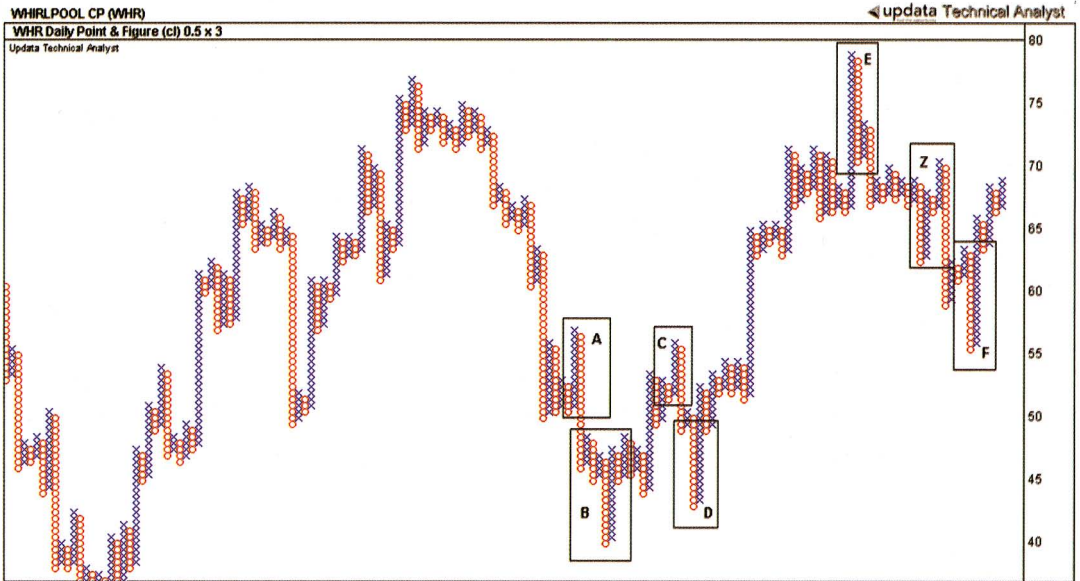 WHIRLPOOL CP (WHR)
updata Technical Analyst
WHR Daily Point & Figure (cl) 0.5 x 3
Updata Technical Analyst
80
E
75
70
Z
65
60
A
C
F
55
50
B
D
45
40